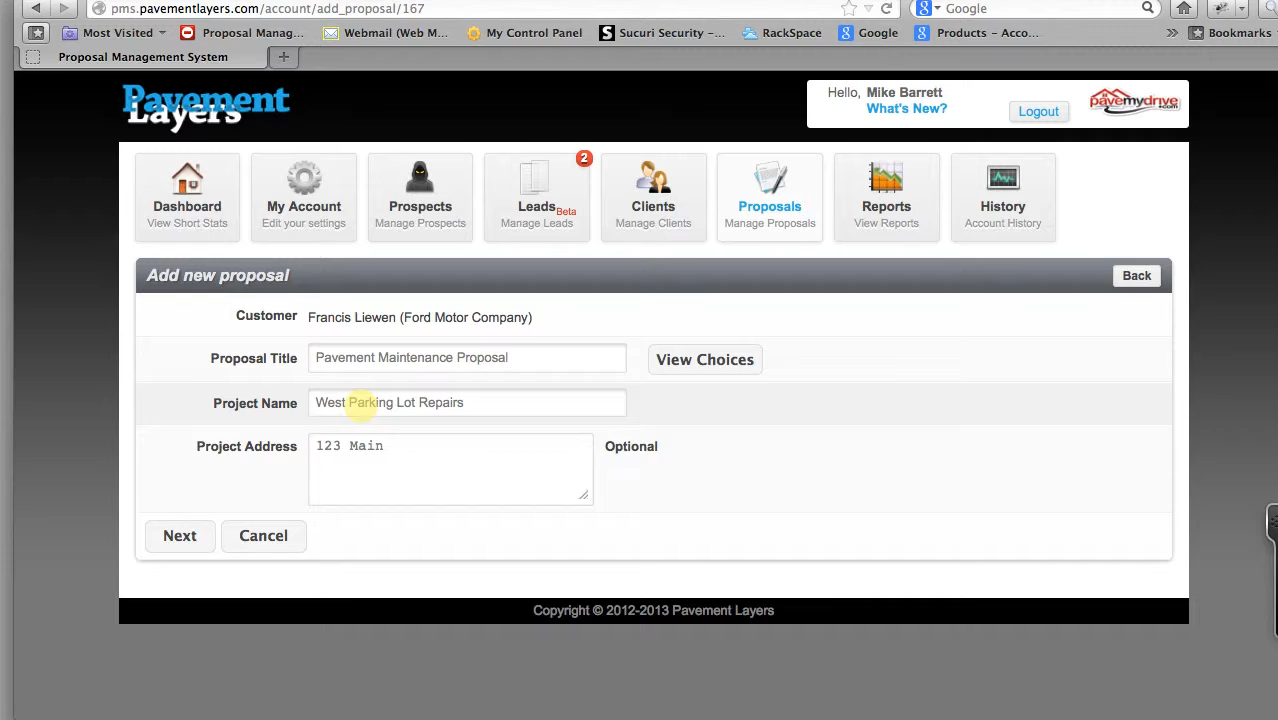 pms.pavementlayers.com/account/add_proposal/167
Google
Most Visited
Proposal Manag...
Webmail (Web M...
My Control Panel
Sucuri Security –...
RackSpace
Google
Products – Acco...
Bookmarks
Proposal Management System
Pavement
Layers
Hello, Mike Barrett
What's New?
Logout
pavemydrive.com
Dashboard
View Short Stats
My Account
Edit your settings
Prospects
Manage Prospects
2
Leads Beta
Manage Leads
Clients
Manage Clients
Proposals
Manage Proposals
Reports
View Reports
History
Account History
Add new proposal
Back
Customer Francis Liewen (Ford Motor Company)
Proposal Title Pavement Maintenance Proposal View Choices
Project Name West Parking Lot Repairs
Project Address 123 Main Optional
Next Cancel
Copyright © 2012-2013 Pavement Layers